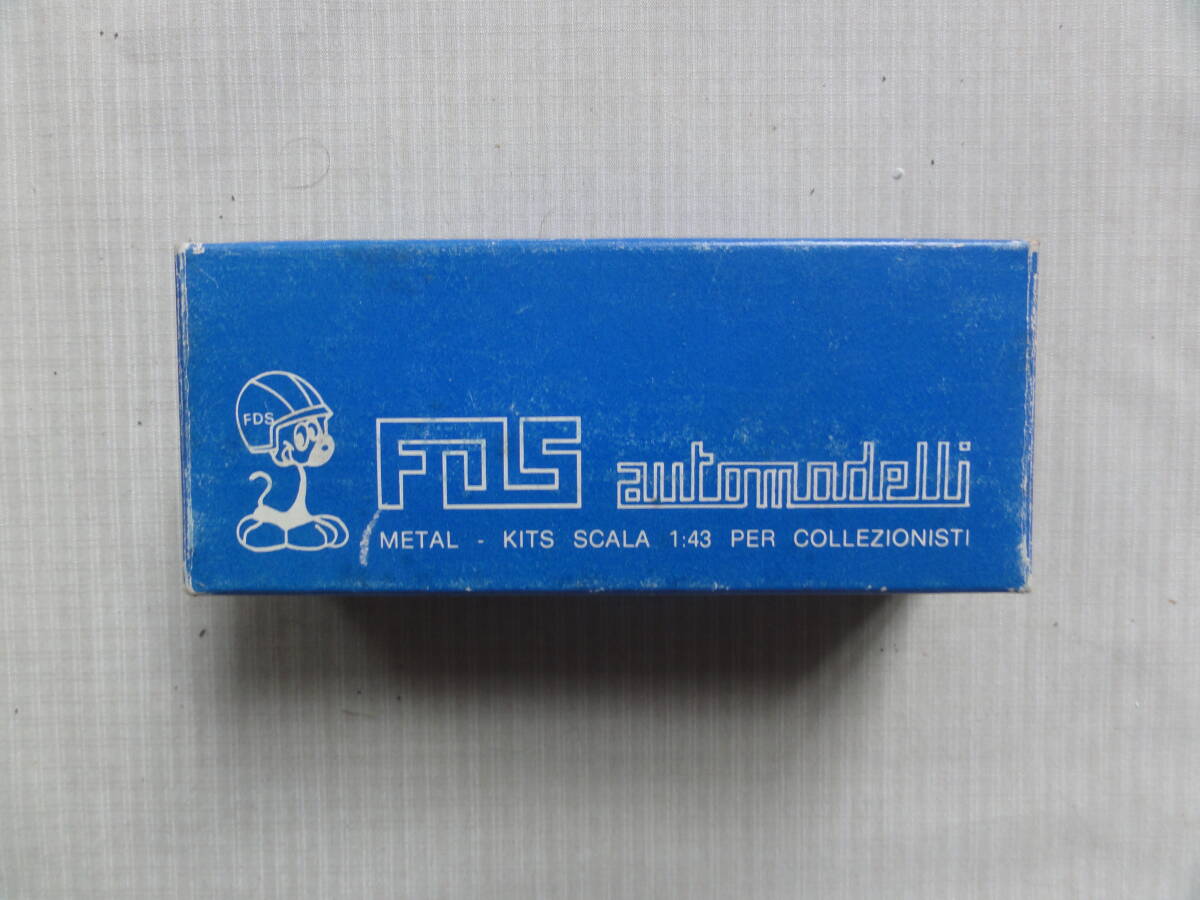 FDS
FDS automodelli
METAL - KITS SCALA 1:43 PER COLLEZIONISTI